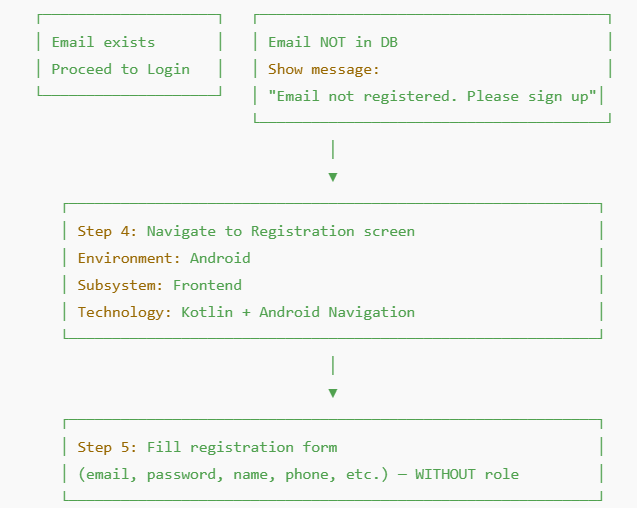 Email exists
Proceed to Login
Email NOT in DB
Show message:
"Email not registered. Please sign up"
Step 4: Navigate to Registration screen
Environment: Android
Subsystem: Frontend
Technology: Kotlin + Android Navigation
Step 5: Fill registration form
(email, password, name, phone, etc.) — WITHOUT role